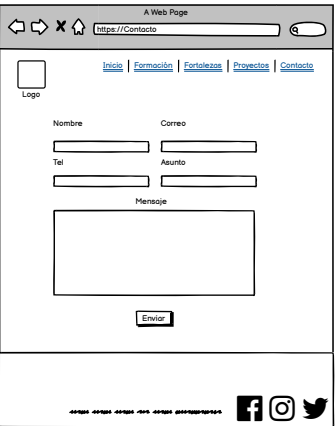 A Web Page
https://Contacto
Inicio | Formación | Fortalezas | Proyectos | Contacto
Logo
Nombre Correo
Tel Asunto
Mensaje
Enviar